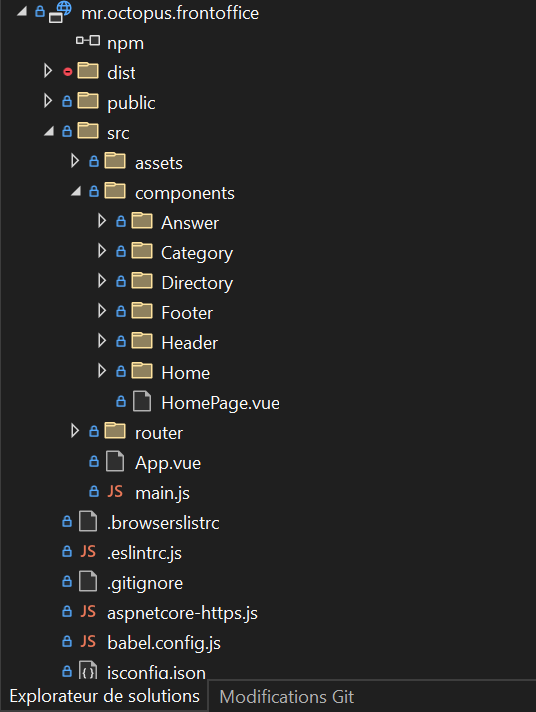 mr.octopus.frontoffice
npm
dist
public
src
assets
components
Answer
Category
Directory
Footer
Header
Home
HomePage.vue
router
App.vue
JS main.js
.browserslistrc
JS .eslintrc.js
.gitignore
JS aspnetcore-https.js
JS babel.config.js
jsconfig.json
Explorateur de solutions Modifications Git